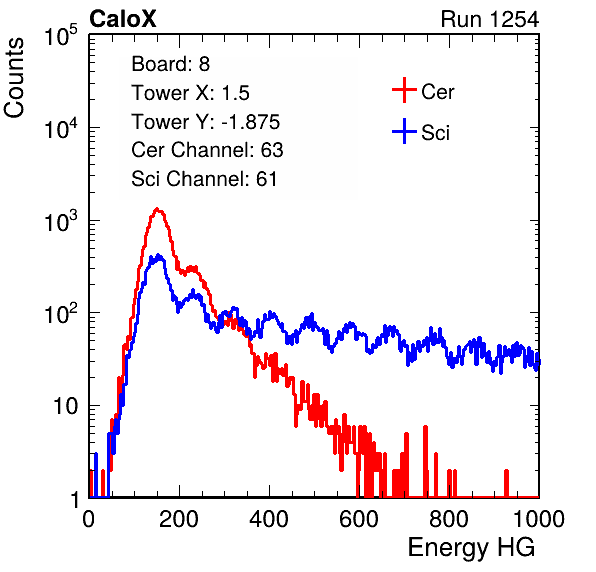 CaloX Run 1254
Counts
Board: 8
Tower X: 1.5
Tower Y: -1.875
Cer Channel: 63
Sci Channel: 61
Cer
Sci
10^5
10^4
10^3
10^2
10
1
0 200 400 600 800 1000
Energy HG